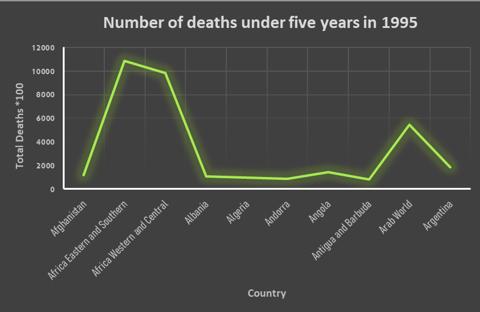 Number of deaths under five years in 1995
Total Deaths *100
12000
10000
8000
6000
4000
2000
0
Afghanistan
Africa Eastern and Southern
Africa Western and Central
Albania
Algeria
Andorra
Angola
Antigua and Barbuda
Arab World
Argentina
Country